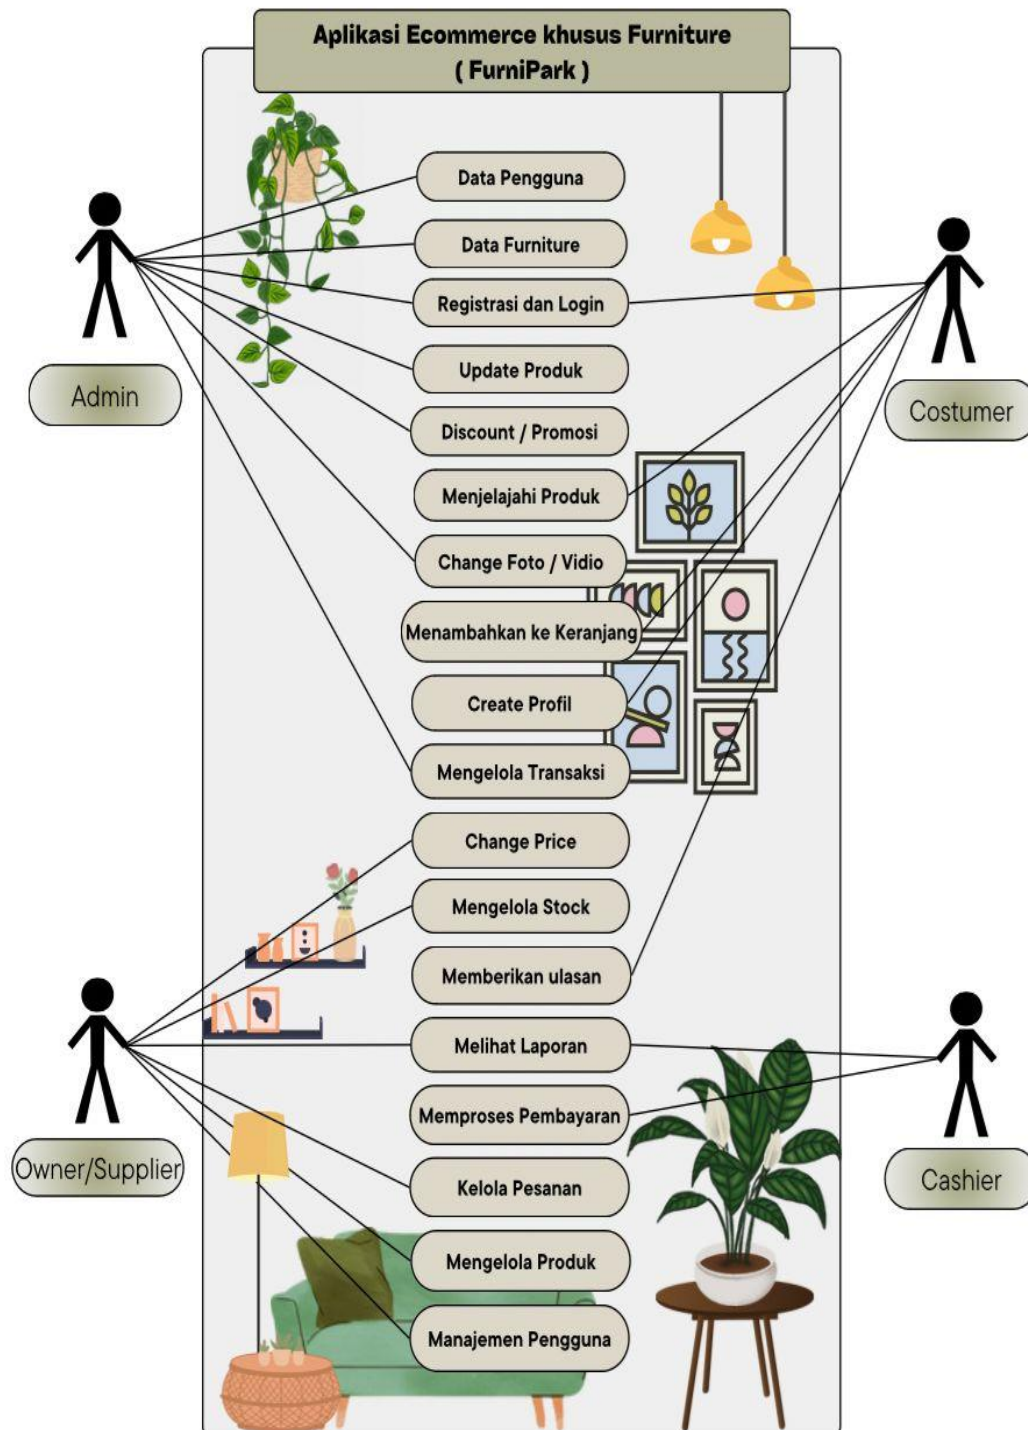 Aplikasi Ecommerce khusus Furniture
( FurniPark )
Data Pengguna
Data Furniture
Registrasi dan Login
Update Produk
Discount / Promosi
Menjelajahi Produk
Change Foto / Vidio
Menambahkan ke Keranjang
Create Profil
Mengelola Transaksi
Change Price
Mengelola Stock
Memberikan ulasan
Melihat Laporan
Memproses Pembayaran
Kelola Pesanan
Mengelola Produk
Manajemen Pengguna
Admin
Costumer
Owner/Supplier
Cashier